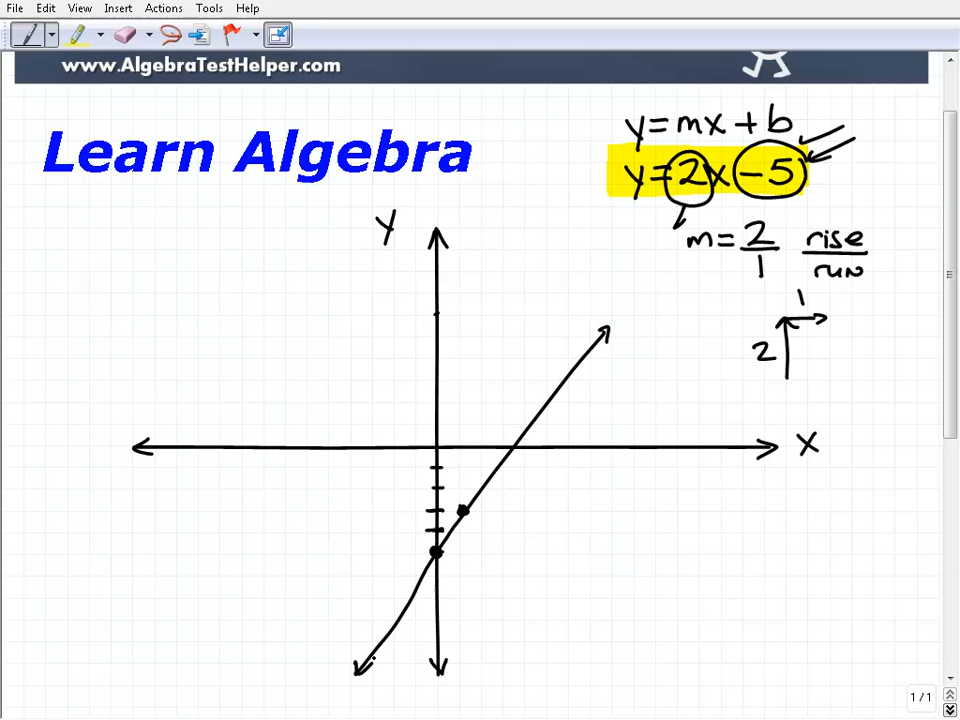 File Edit View Insert Actions Tools Help
www.AlgebraTestHelper.com
Learn Algebra
y=mx+b
y=2x-5
m=2/1 rise/run
y
1
2
x
1/1